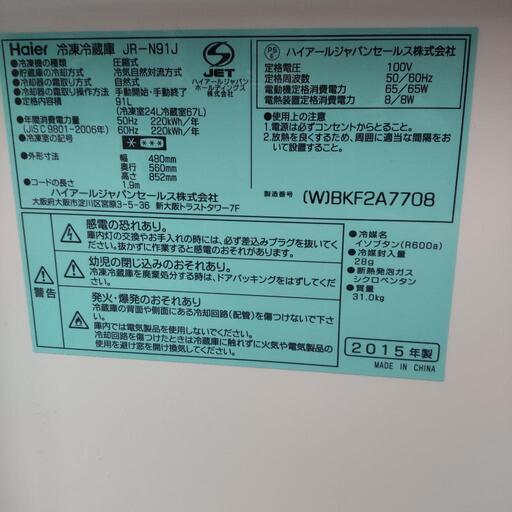 Haier 冷凍冷蔵庫 JR-N91J
●冷凍機の種類 圧縮式
●貯蔵庫の冷却方式 冷気自然対流方式
●冷却器の霜取り方式 自然式
●冷却器の霜取り操作方法 手動開始・手動終了
●定格内容積 91L
(冷凍室24L冷蔵室67L)
●年間消費電力量 50Hz 220kWh/年
(JIS C 9801-2006年) 60Hz 220kWh/年
●冷凍室の記号
●外形寸法 幅 480mm
奥行 560mm
高さ 852mm
●コードの長さ 1.9m
ハイアールジャパンセールス株式会社
大阪府大阪市淀川区宮原3-5-36 新大阪トラストタワー7F
S
JET
ハイアールジャパン
ホールディングス
株式会社
PS
E
ハイアールジャパンセールス株式会社
定格電圧 100V
定格周波数 50/60Hz
電動機定格消費電力 65/65W
電熱装置定格消費電力 8/8W
●使用上の注意
1.電源は必ずコンセントからとること。
2.放熱を良くするため、周囲に適当な間隔をおいて設置すること。
製造番号 (W)BKF2A7708
警告
感電の恐れあり。
庫内灯の交換やお手入れの時には、必ず差込みプラグを抜いてください。抜かずに作業すると感電のおそれがあります。
幼児の閉じ込みのおそれあり。
冷凍冷蔵庫を廃棄処分する時は、ドアパッキングをはずしてください。
発火・爆発のおそれあり
冷蔵庫の背面や側面にある冷却回路(配管)を傷つけないで下さい。
庫内では電気製品を使用しないでください。
冷却回路を傷つけたときは冷蔵庫に触れずに火気や電気製品の使用を避け窓を開け換気してください。
●冷媒名
イソブタン(R600a)
●冷媒封入量
28g
●断熱発泡ガス
シクロペンタン
●質量
31.0kg
2015年製
MADE IN CHINA